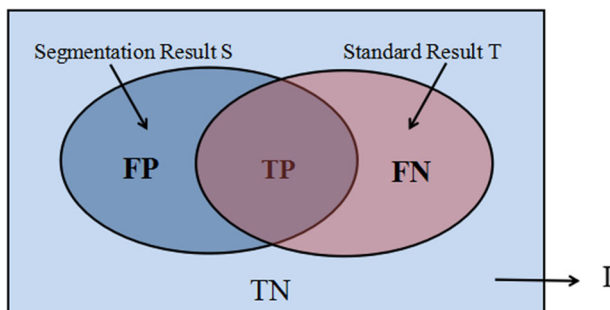 Segmentation Result S
Standard Result T
FP
TP
FN
TN
I